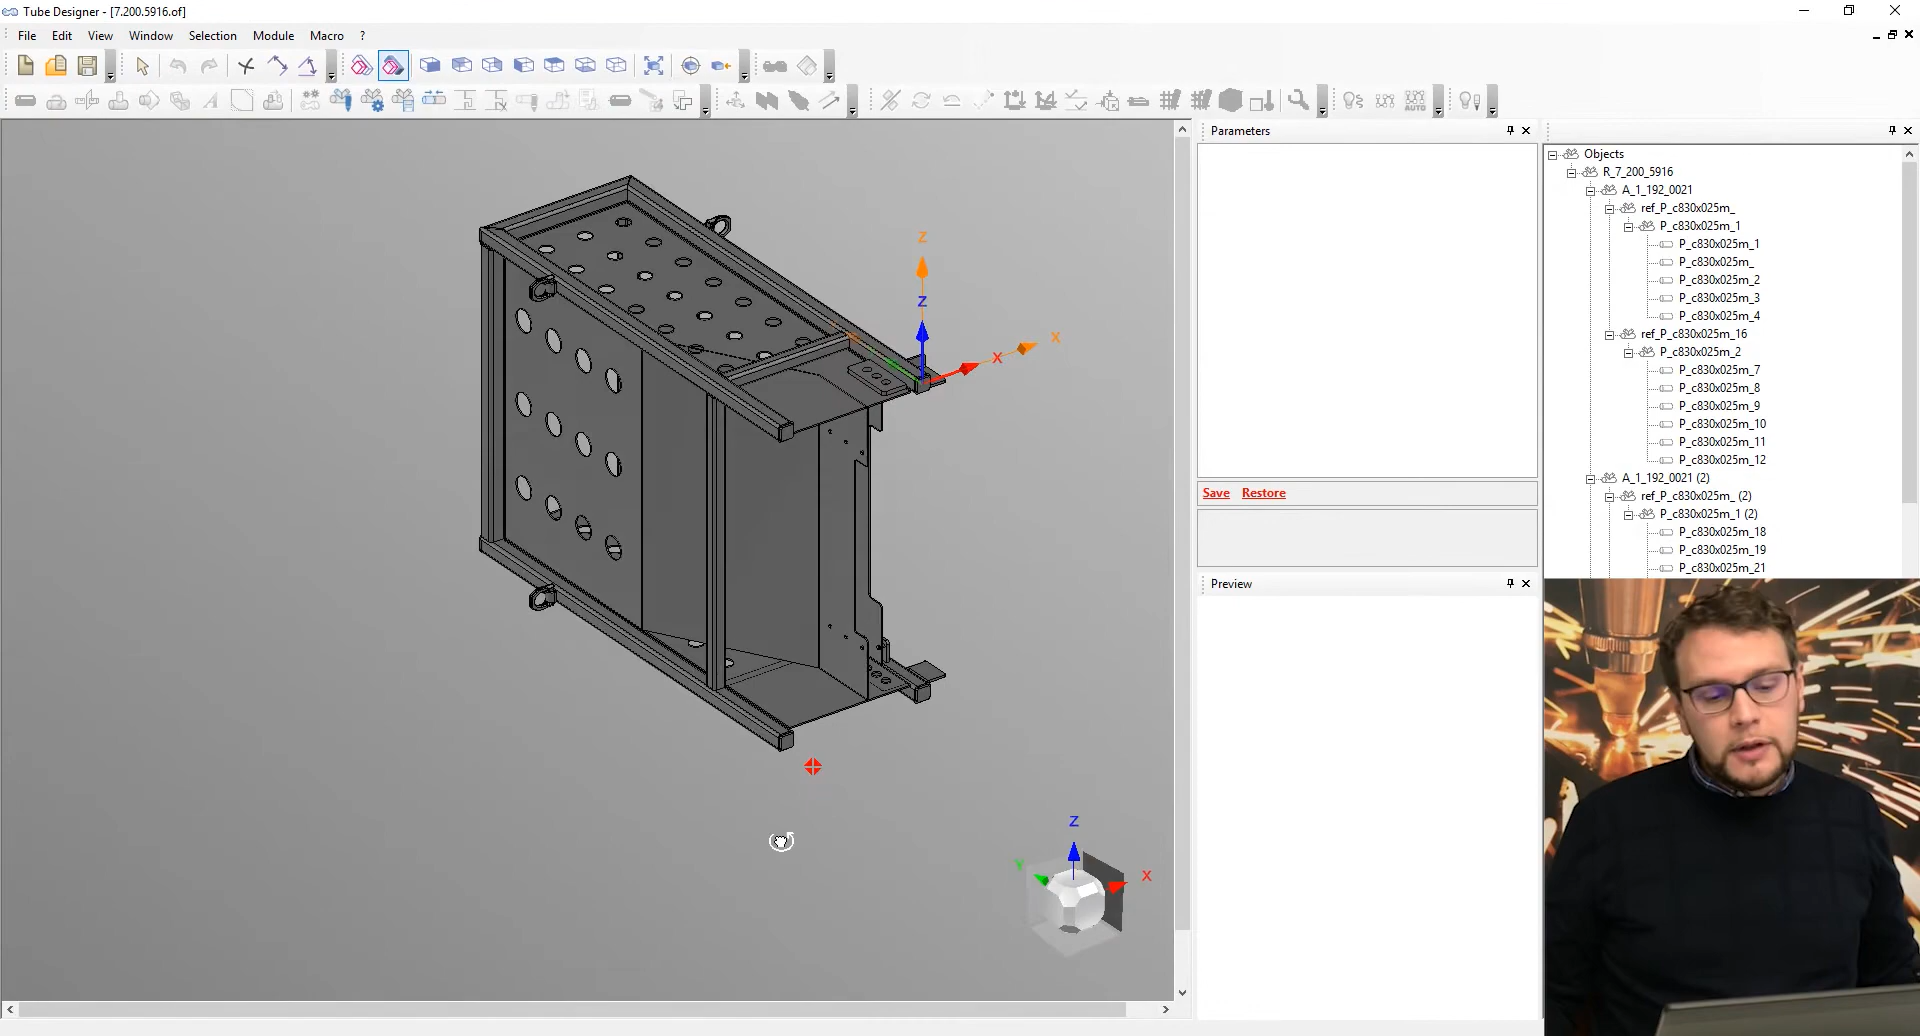 Tube Designer - [7.200.5916.of]
File Edit View Window Selection Module Macro ?
AUTO
Parameters
Save Restore
Preview
Objects
R_7_200_5916
A_1_192_0021
ref_P_c830x025m_
P_c830x025m_1
P_c830x025m_1
P_c830x025m_
P_c830x025m_2
P_c830x025m_3
P_c830x025m_4
ref_P_c830x025m_16
P_c830x025m_2
P_c830x025m_7
P_c830x025m_8
P_c830x025m_9
P_c830x025m_10
P_c830x025m_11
P_c830x025m_12
A_1_192_0021 (2)
ref_P_c830x025m_ (2)
P_c830x025m_1 (2)
P_c830x025m_18
P_c830x025m_19
P_c830x025m_21
Z
Z
X
X
Z
Y
X